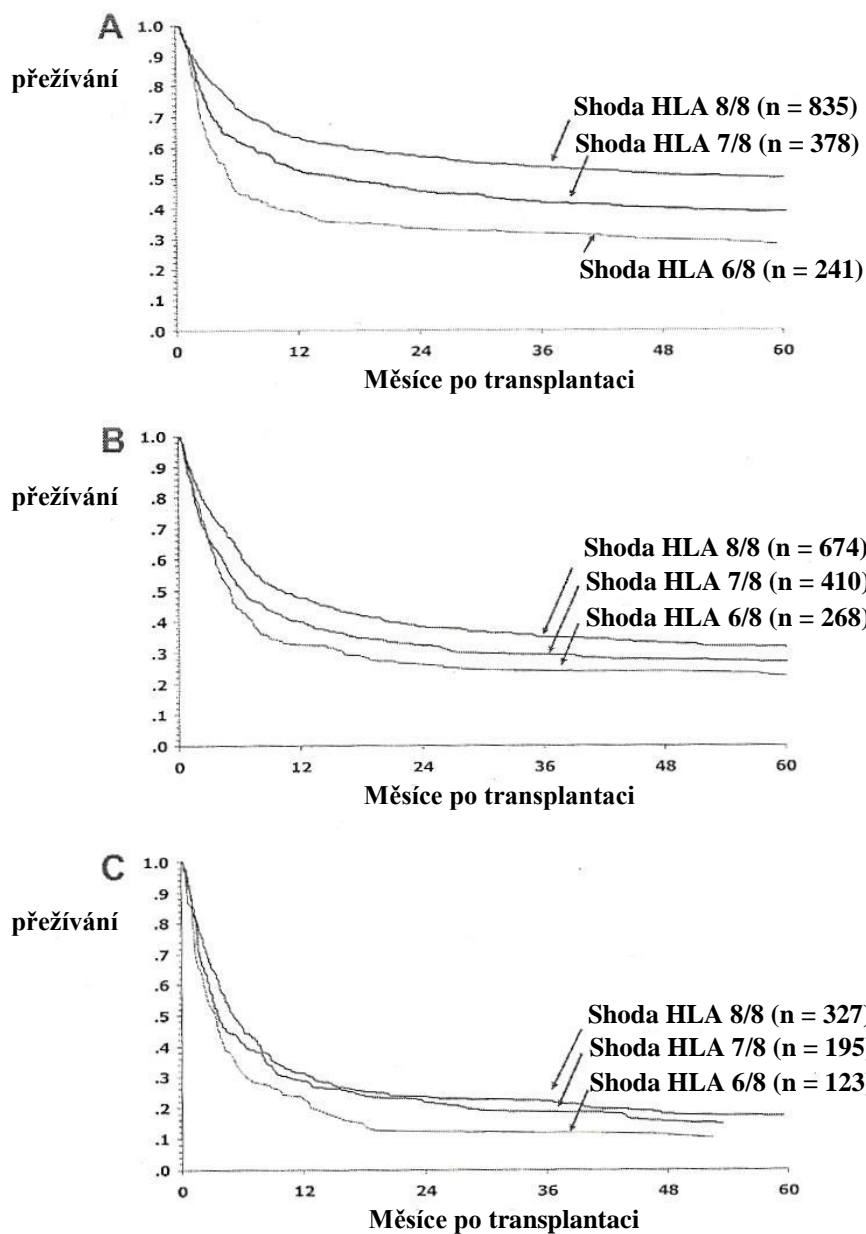 A
1.0
.9
.8
.7
.6
.5
.4
.3
.2
.1
.0
přežívání
Shoda HLA 8/8 (n = 835)
Shoda HLA 7/8 (n = 378)
Shoda HLA 6/8 (n = 241)
0 12 24 36 48 60
Měsíce po transplantaci
B
1.0
.9
.8
.7
.6
.5
.4
.3
.2
.1
.0
přežívání
Shoda HLA 8/8 (n = 674)
Shoda HLA 7/8 (n = 410)
Shoda HLA 6/8 (n = 268)
0 12 24 36 48 60
Měsíce po transplantaci
C
1.0
.9
.8
.7
.6
.5
.4
.3
.2
.1
.0
přežívání
Shoda HLA 8/8 (n = 327)
Shoda HLA 7/8 (n = 195
Shoda HLA 6/8 (n = 123
0 12 24 36 48 60
Měsíce po transplantaci